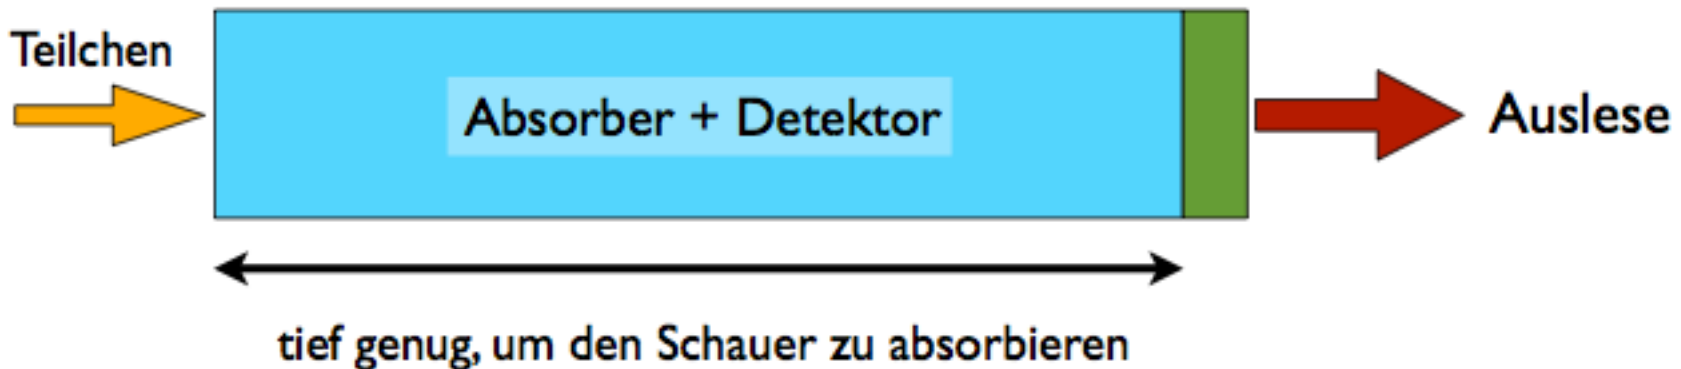 Teilchen
Absorber + Detektor
Auslese
tief genug, um den Schauer zu absorbieren